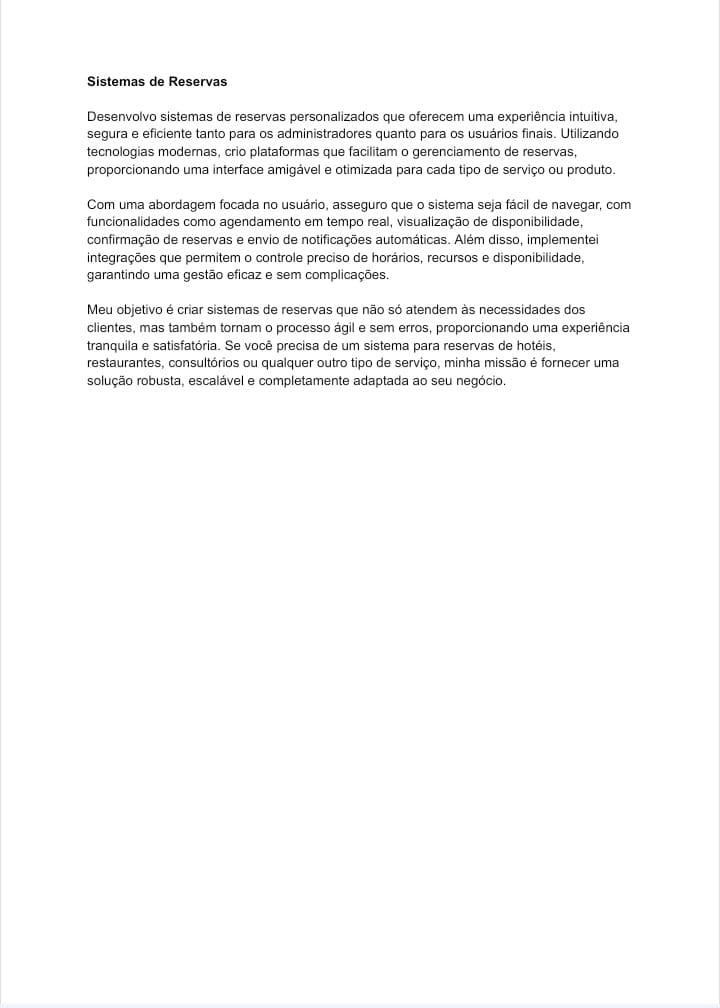 Sistemas de Reservas
Desenvolvo sistemas de reservas personalizados que oferecem uma experiência intuitiva,
segura e eficiente tanto para os administradores quanto para os usuários finais. Utilizando
tecnologias modernas, crio plataformas que facilitam o gerenciamento de reservas,
proporcionando uma interface amigável e otimizada para cada tipo de serviço ou produto.
Com uma abordagem focada no usuário, asseguro que o sistema seja fácil de navegar, com
funcionalidades como agendamento em tempo real, visualização de disponibilidade,
confirmação de reservas e envio de notificações automáticas. Além disso, implementei
integrações que permitem o controle preciso de horários, recursos e disponibilidade,
garantindo uma gestão eficaz e sem complicações.
Meu objetivo é criar sistemas de reservas que não só atendem às necessidades dos
clientes, mas também tornam o processo ágil e sem erros, proporcionando uma experiência
tranquila e satisfatória. Se você precisa de um sistema para reservas de hotéis,
restaurantes, consultórios ou qualquer outro tipo de serviço, minha missão é fornecer uma
solução robusta, escalável e completamente adaptada ao seu negócio.